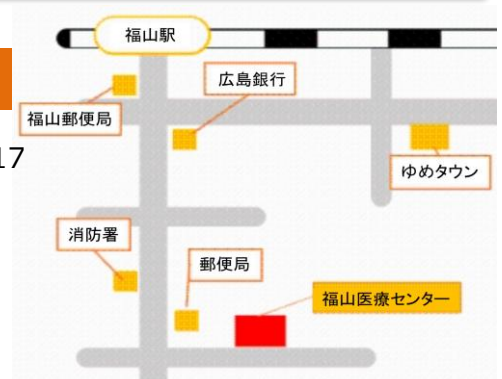 福山駅
広島銀行
福山郵便局
17
ゆめタウン
消防署
郵便局
福山医療センター